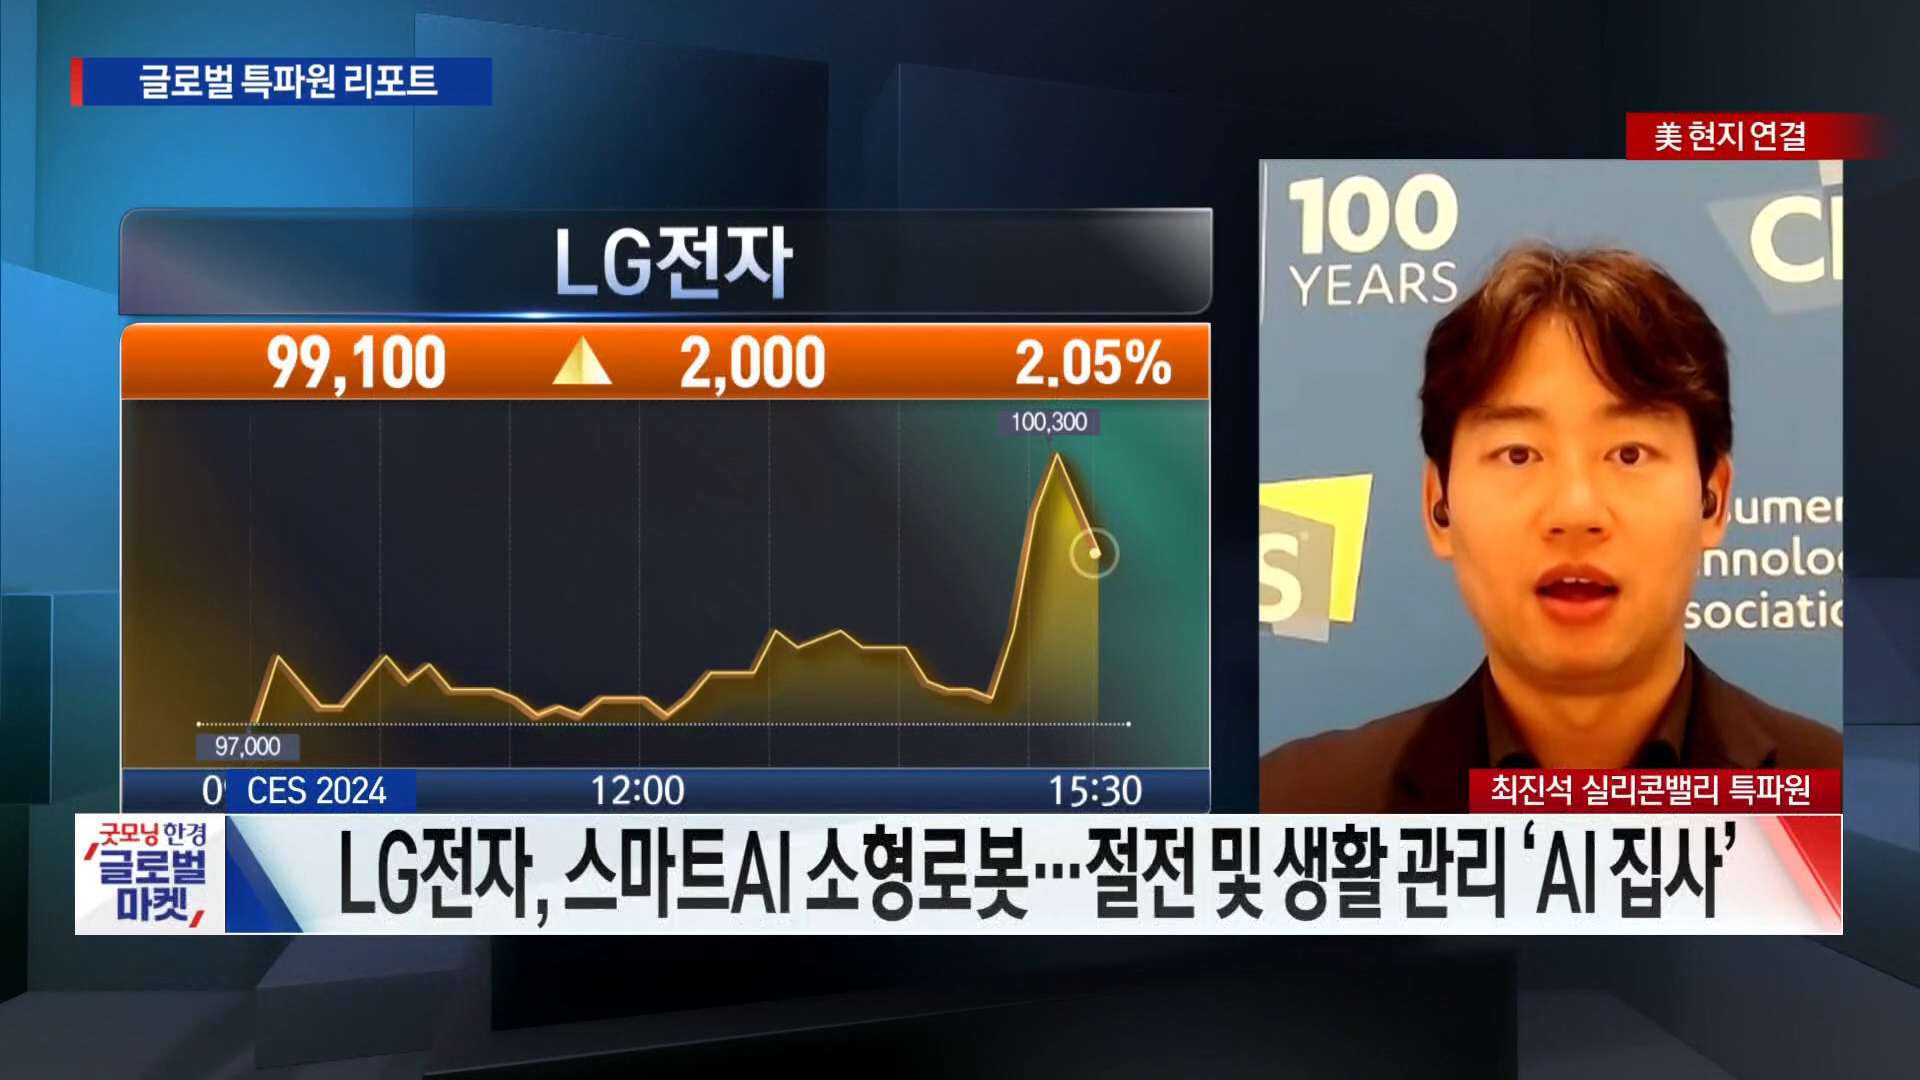 글로벌 특파원 리포트
美 현지 연결
LG전자
99,100 ▲ 2,000 2.05%
100,300
97,000
12:00 15:30
100
YEARS
S
sociatio
CES 2024
최진석 실리콘밸리 특파원
굿모닝 한경
글로벌
마켓
LG전자, 스마트AI 소형로봇…절전 및 생활 관리 ‘AI 집사’